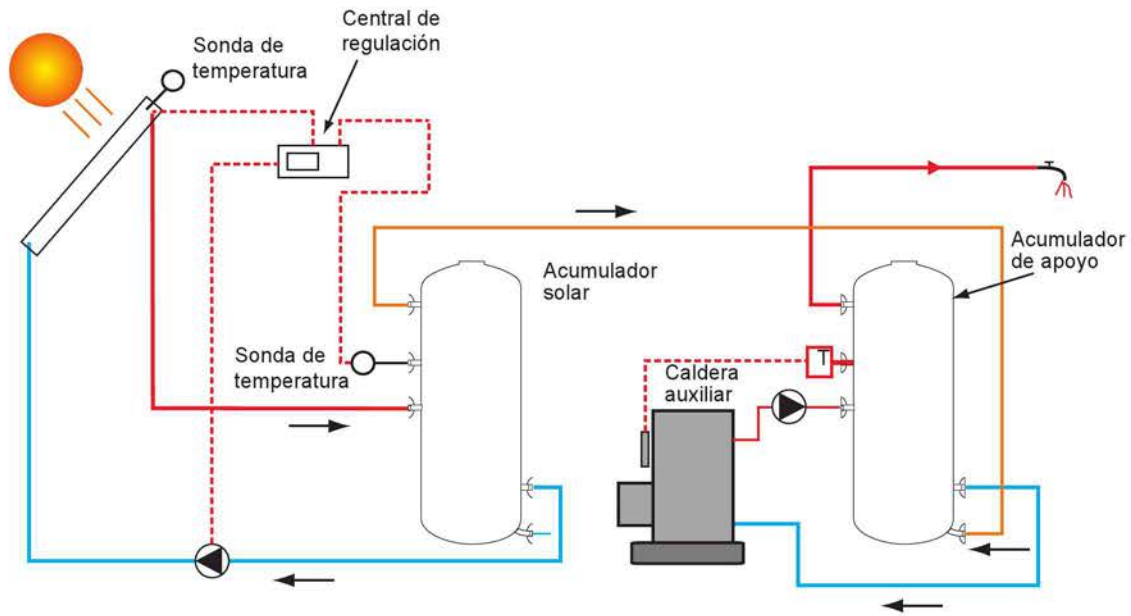 Central de
regulación
Sonda de
temperatura
Acumulador
de apoyo
Acumulador
solar
Sonda de
temperatura
T
Caldera
auxiliar